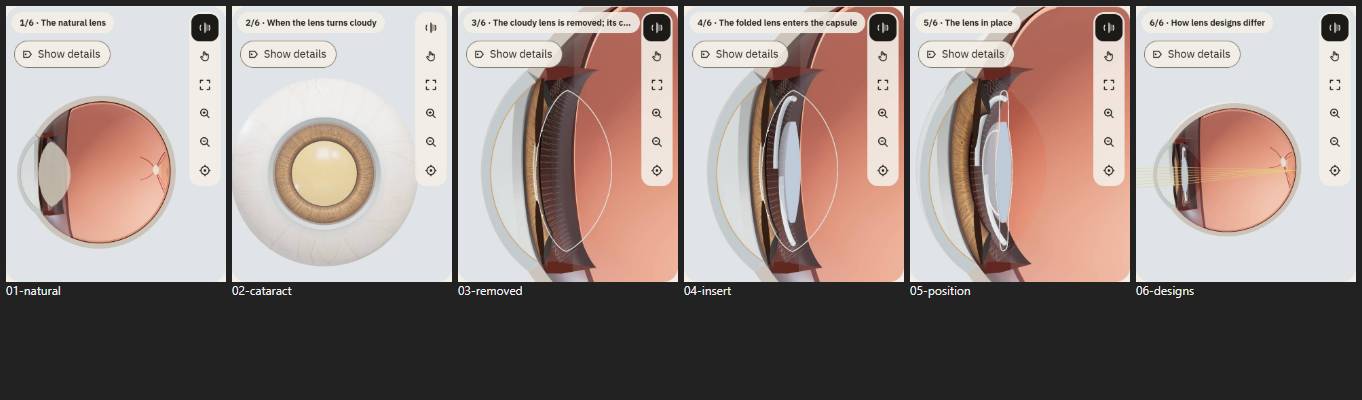 1/6 · The natural lens
Show details
01-natural
2/6 · When the lens turns cloudy
Show details
02-cataract
3/6 · The cloudy lens is removed; its c...
Show details
03-removed
4/6 · The folded lens enters the capsule
Show details
04-insert
5/6 · The lens in place
Show details
05-position
6/6 · How lens designs differ
Show details
06-designs